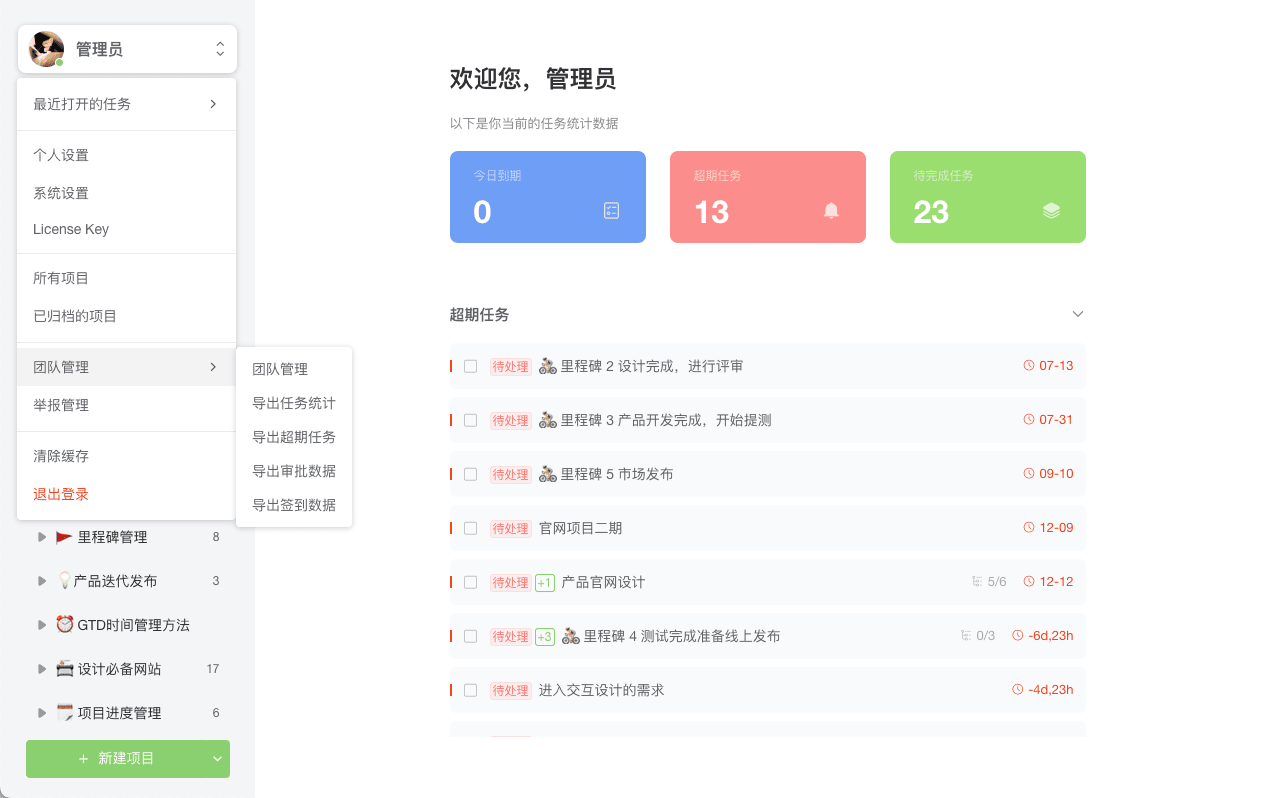 管理员
最近打开的任务
个人设置
系统设置
License Key
所有项目
已归档的项目
团队管理
举报管理
清除缓存
退出登录
团队管理
导出任务统计
导出超期任务
导出审批数据
导出签到数据
里程碑管理 8
产品迭代发布 3
GTD时间管理方法
设计必备网站 17
项目进度管理 6
+ 新建项目
欢迎您，管理员
以下是你当前的任务统计数据
今日到期
0
超期任务
13
待完成任务
23
超期任务
待处理 里程碑 2 设计完成，进行评审 07-13
待处理 里程碑 3 产品开发完成，开始提测 07-31
待处理 里程碑 5 市场发布 09-10
待处理 官网项目二期 12-09
待处理 +1 产品官网设计 5/6 12-12
待处理 +3 里程碑 4 测试完成准备线上发布 0/3 -6d,23h
待处理 进入交互设计的需求 -4d,23h